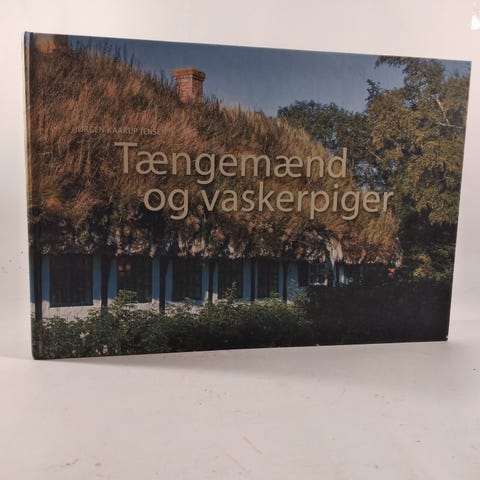 JØRGEN KAARUP JENSEN
Tængemænd
og vaskerpiger